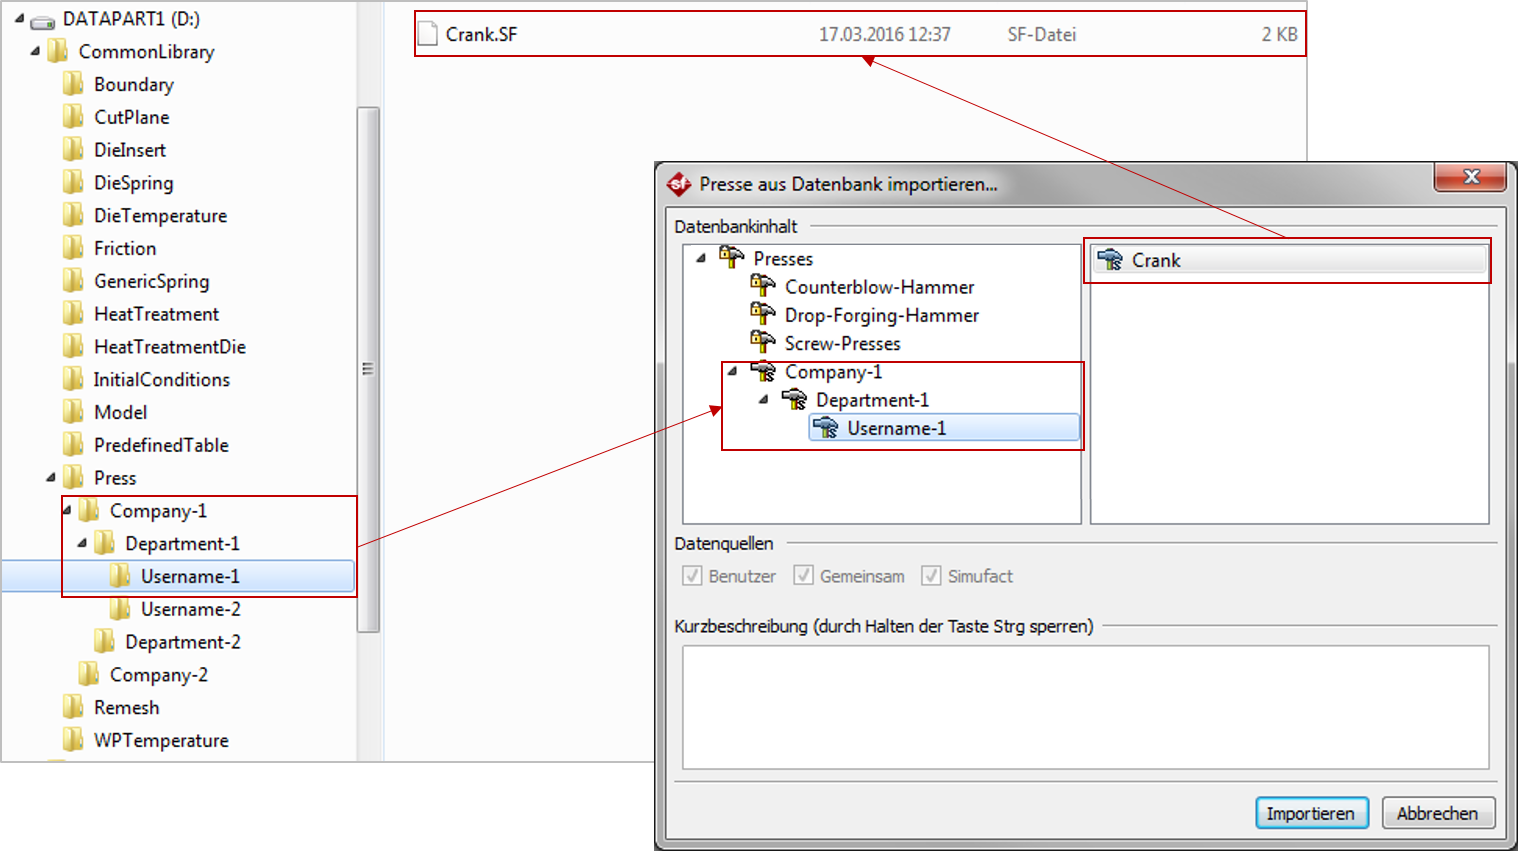 DATAPART1 (D:)
CommonLibrary
Boundary
CutPlane
DieInsert
DieSpring
DieTemperature
Friction
GenericSpring
HeatTreatment
HeatTreatmentDie
InitialConditions
Model
PredefinedTable
Press
Company-1
Department-1
Username-1
Username-2
Department-2
Company-2
Remesh
WPTemperature
Crank.SF 17.03.2016 12:37 SF-Datei 2 KB
sf Presse aus Datenbank importieren...
Datenbankinhalt
Presses
Counterblow-Hammer
Drop-Forging-Hammer
Screw-Presses
Company-1
Department-1
Username-1
Crank
Datenquellen
Benutzer Gemeinsam Simufact
Kurzbeschreibung (durch Halten der Taste Strg sperren)
Importieren Abbrechen